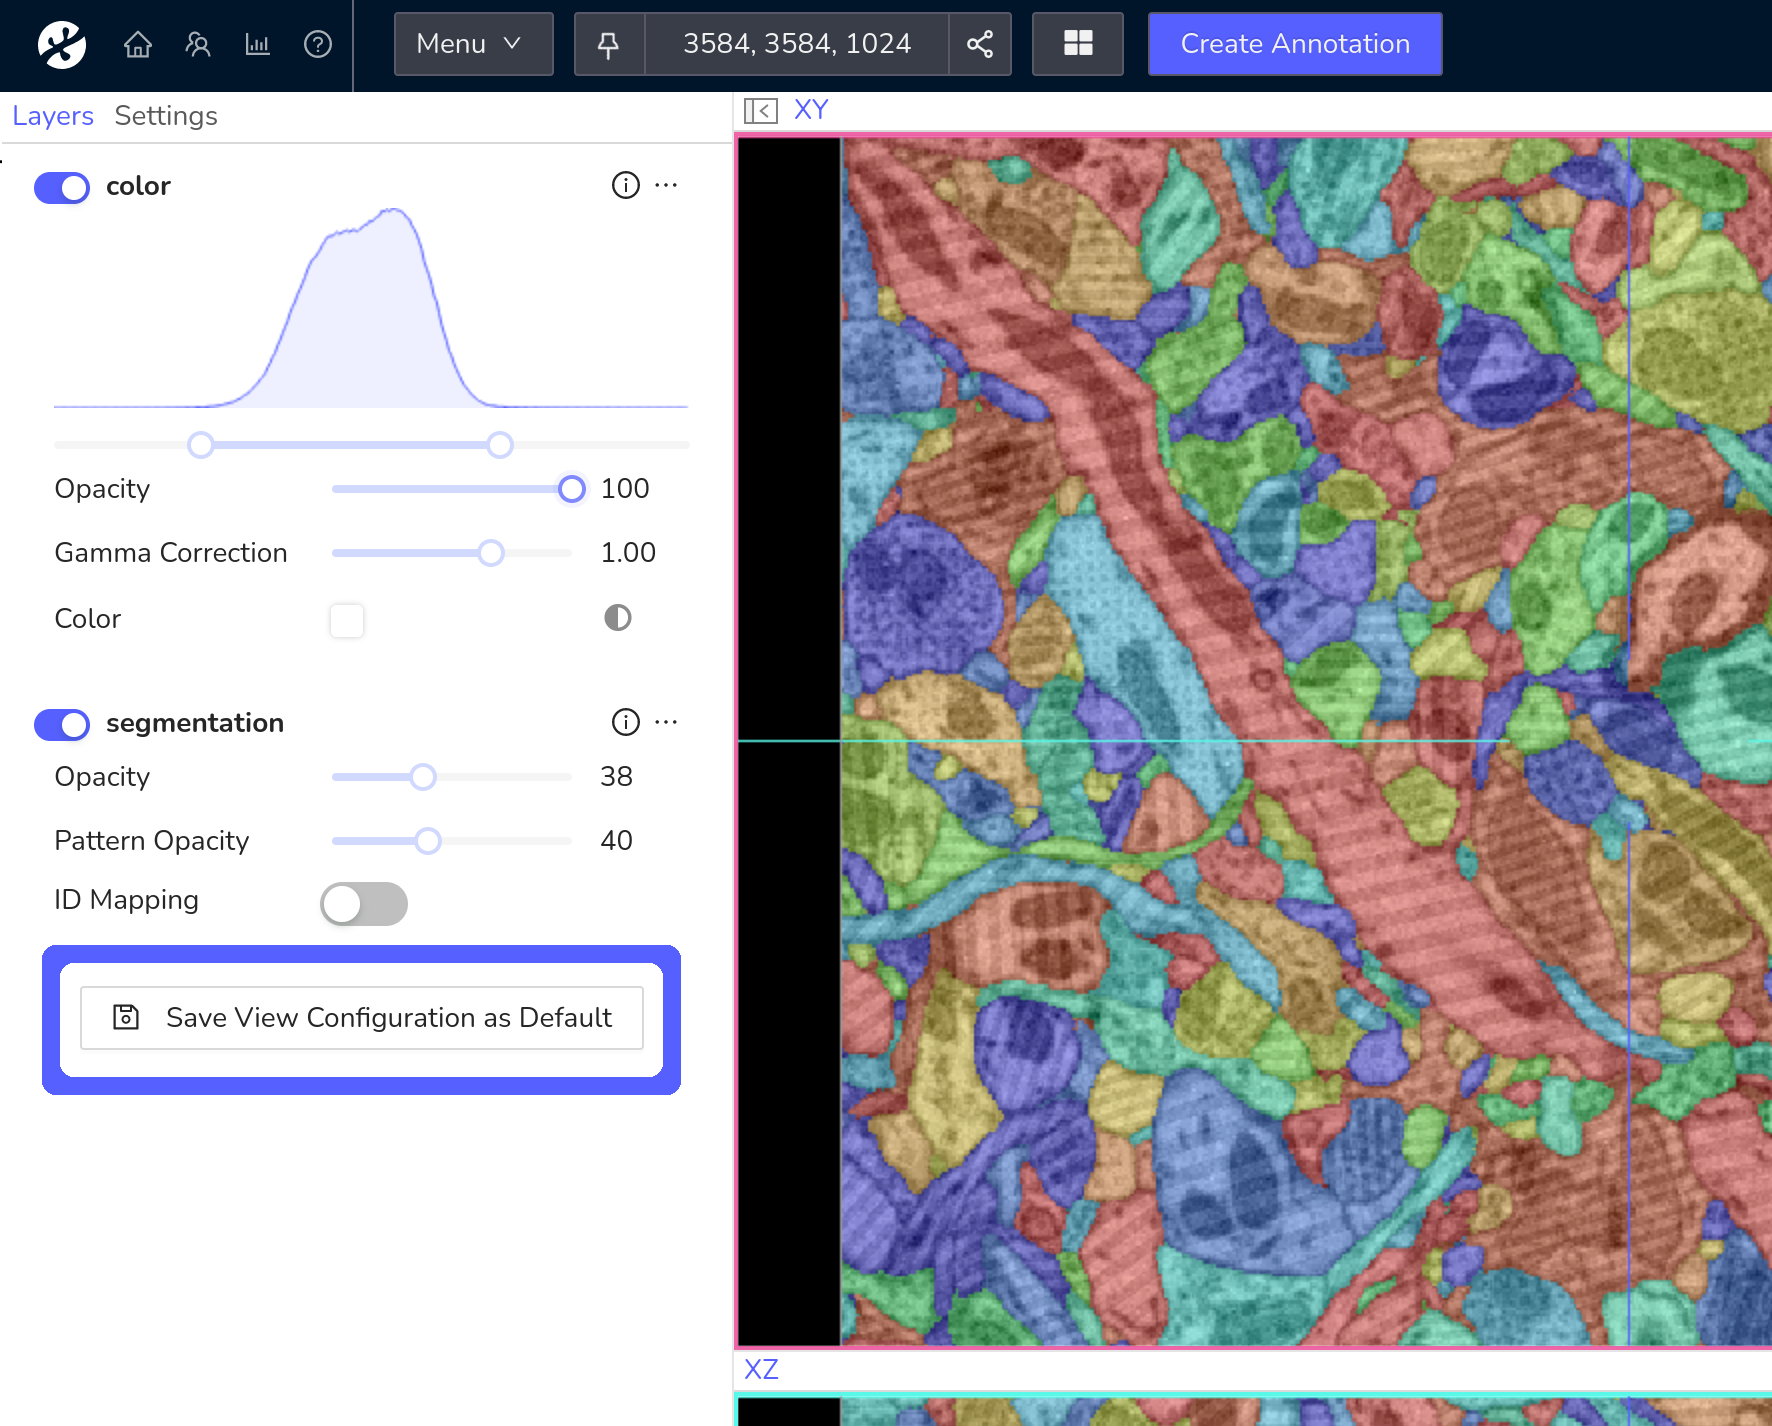 Menu
3584, 3584, 1024
Create Annotation
Layers Settings
XY
color
Opacity 100
Gamma Correction 1.00
Color
segmentation
Opacity 38
Pattern Opacity 40
ID Mapping
Save View Configuration as Default
XZ